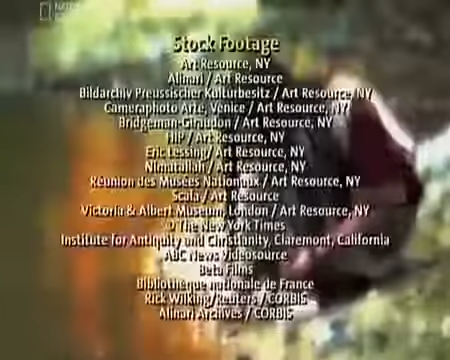 NAT
Stock Footage
Art Resource, NY
Alinari / Art Resource
Bildarchiv Preussischer Kulturbesitz / Art Resource, NY
Cameraphoto Arte, Venice / Art Resource, NY
Bridgeman-Giraudon / Art Resource, NY
HIP / Art Resource, NY
Eric Lessing/ Art Resource, NY
Nimatallah/ Art Resource, NY
Réunion des Musées Nationaux / Art Resource, NY
Scala / Art Resource
Victoria & Albert Museum, London / Art Resource, NY
© The New York Times
Institute for Antiquity and Christianity, Claremont, California
ABC News Videosource
Beta Films
Bibliothèque nationale de France
Rick Wilking/Reuters / CORBIS
Alinari Archives / CORBIS